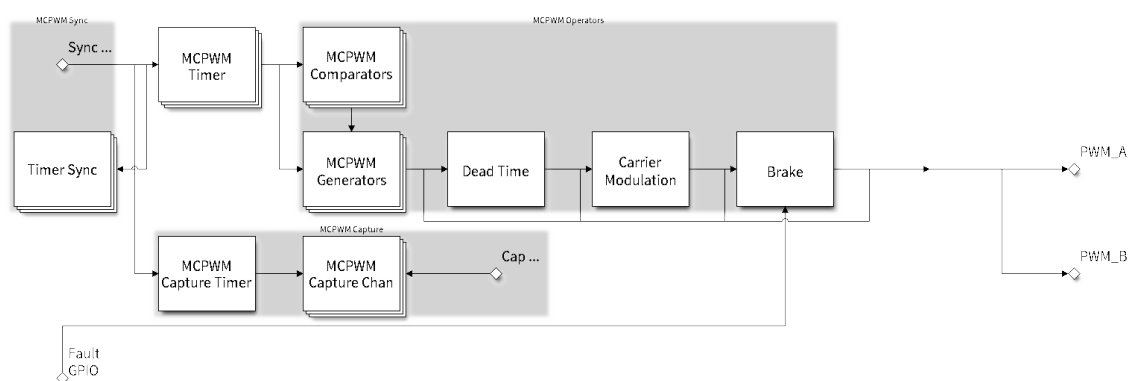 MCPWM Sync
MCPWM Operators
Sync ...
MCPWM
Timer
MCPWM
Comparators
Timer Sync
MCPWM
Generators
Dead Time
Carrier
Modulation
Brake
PWM_A
MCPWM Capture
MCPWM
Capture Timer
MCPWM
Capture Chan
Cap ...
PWM_B
Fault
GPIO